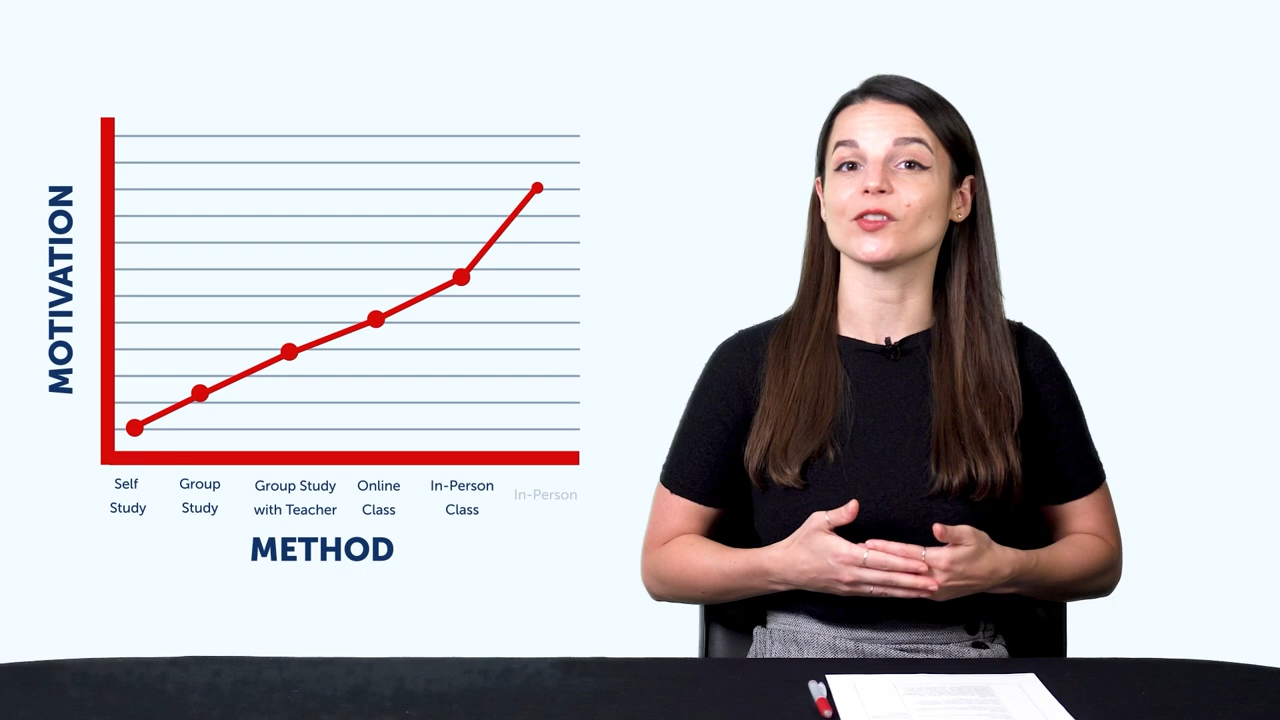 MOTIVATION
Self
Study
Group
Study
Group Study
with Teacher
Online
Class
In-Person
Class
In-Person
METHOD